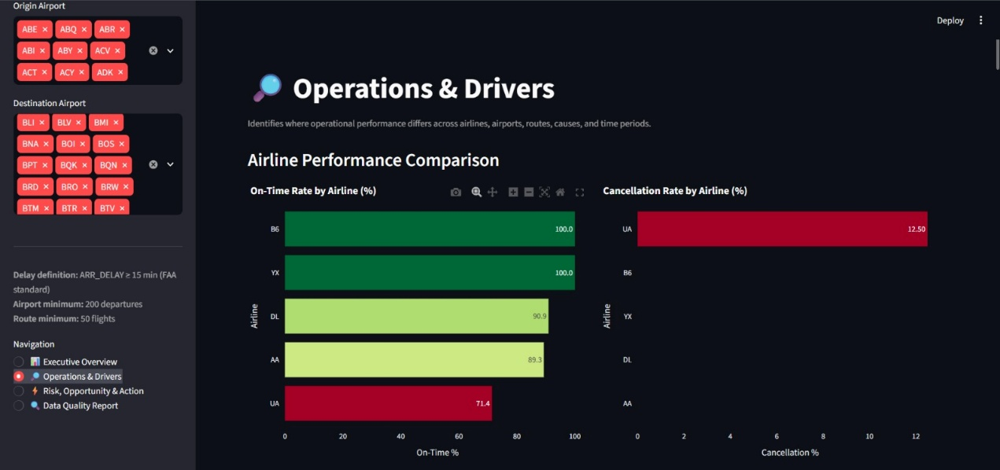 Origin Airport
ABE × ABQ × ABR ×
ABI × ABY × ACV ×
ACT × ACY × ADK ×
Destination Airport
BLI × BLV × BMI ×
BNA × BOI × BOS ×
BPT × BQK × BQN ×
BRD × BRO × BRW ×
BTM × BTR × BTV ×
Delay definition: ARR_DELAY ≥ 15 min (FAA
standard)
Airport minimum: 200 departures
Route minimum: 50 flights
Navigation
Executive Overview
Operations & Drivers
Risk, Opportunity & Action
Data Quality Report
Deploy
Operations & Drivers
Identifies where operational performance differs across airlines, airports, routes, causes, and time periods.
Airline Performance Comparison
On-Time Rate by Airline (%)
Airline
B6 100.0
YX 100.0
DL 90.9
AA 89.3
UA 71.4
0 20 40 60 80 100
On-Time %
Cancellation Rate by Airline (%)
Airline
UA 12.50
B6
YX
DL
AA
0 2 4 6 8 10 12
Cancellation %